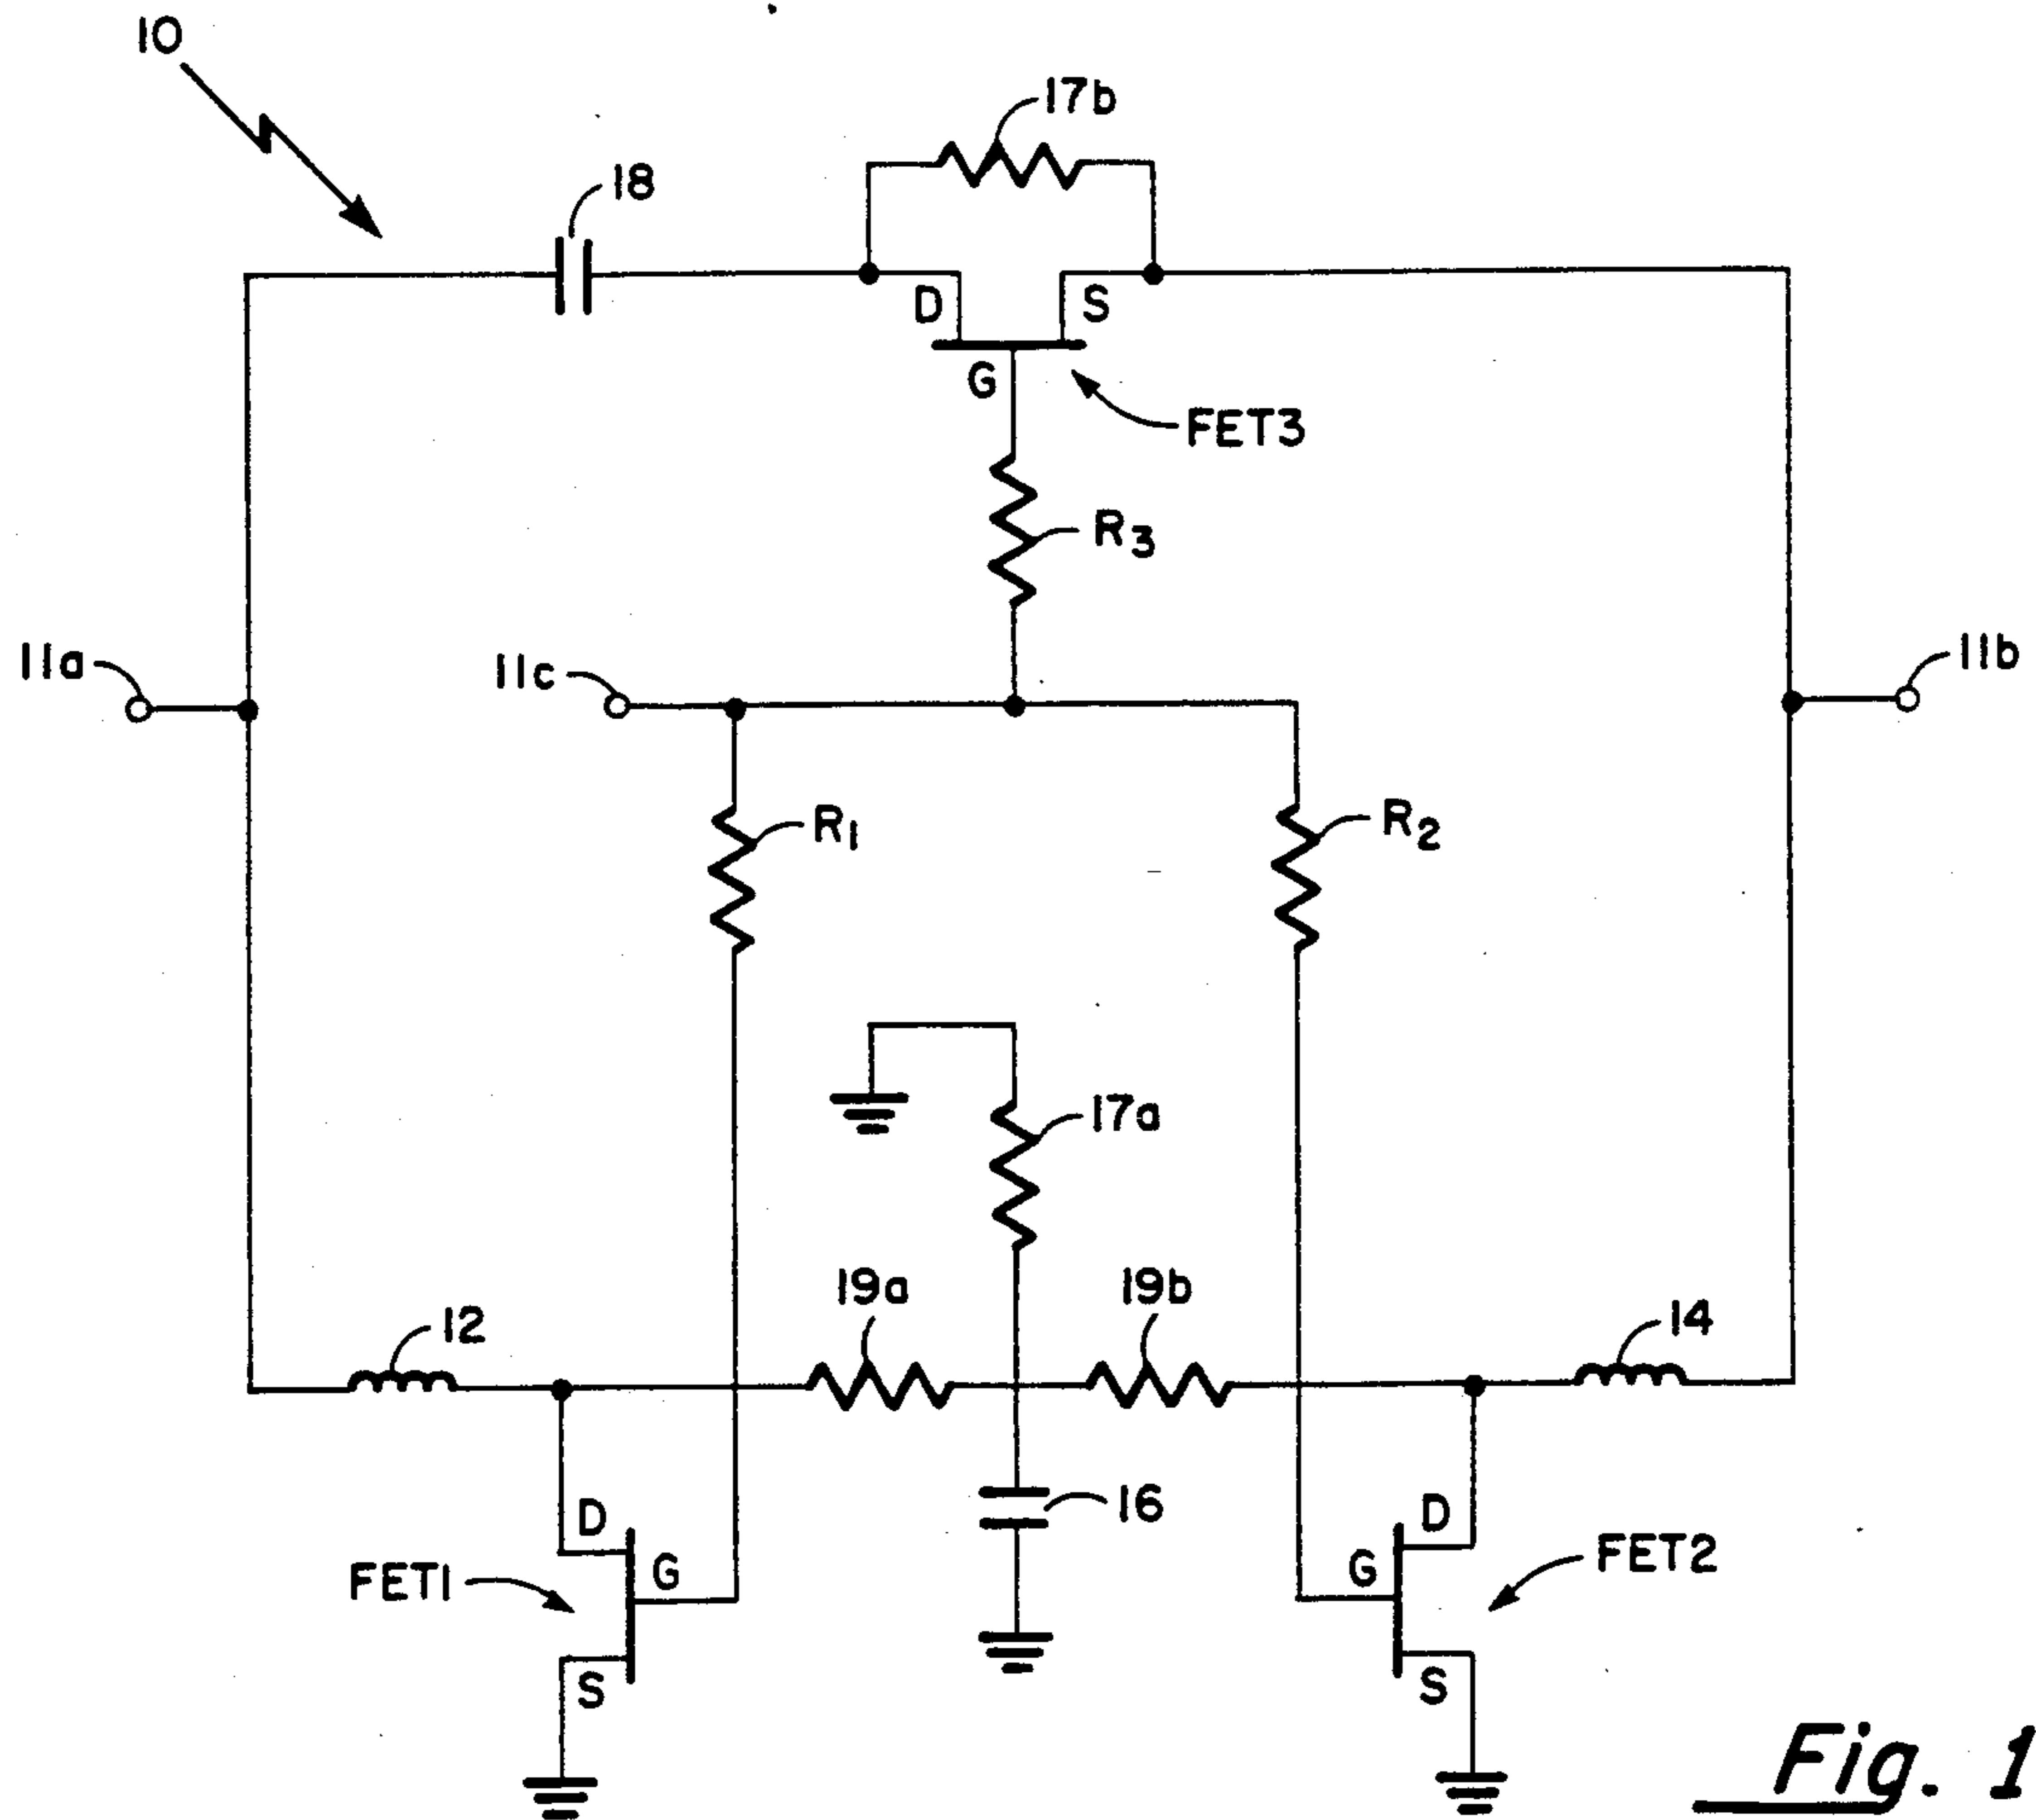 10
17b
18
D
S
G
FET3
R3
11a
11c
11b
R1
R2
17a
19a
19b
12
14
D
G
S
FET1
16
D
G
S
FET2
Fig. 1